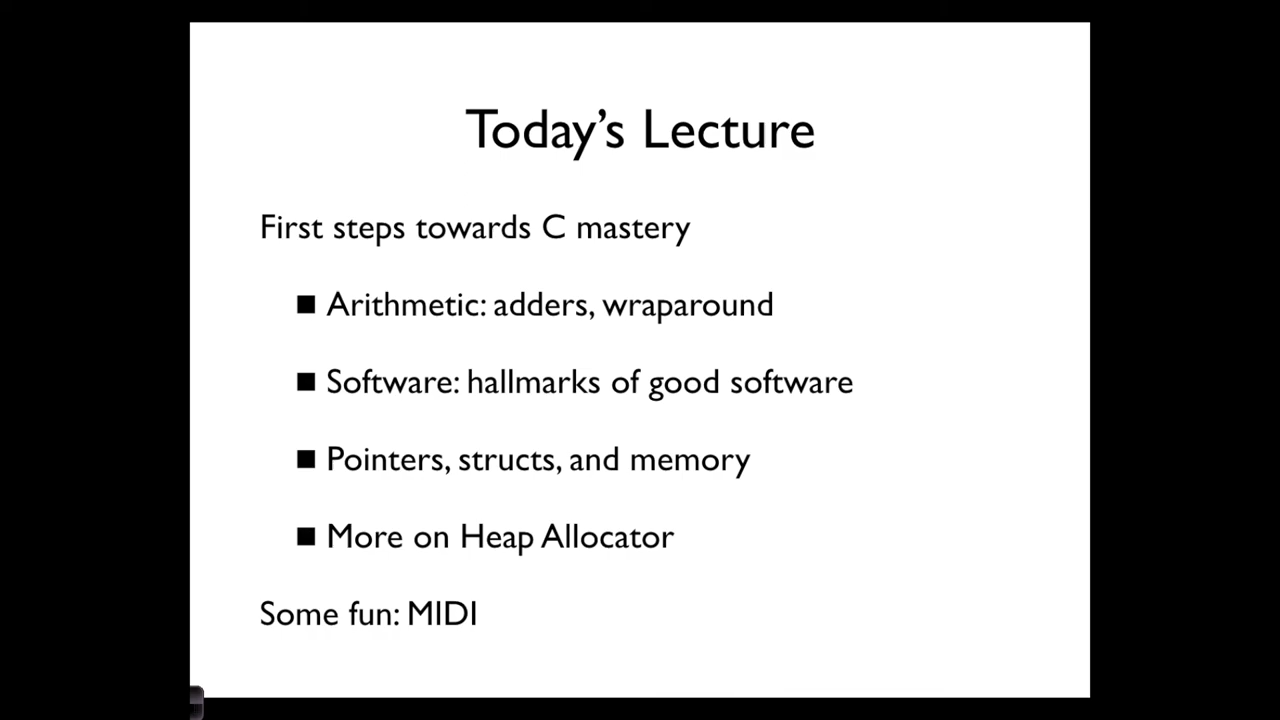 Today’s Lecture
First steps towards C mastery
■ Arithmetic: adders, wraparound
■ Software: hallmarks of good software
■ Pointers, structs, and memory
■ More on Heap Allocator
Some fun: MIDI